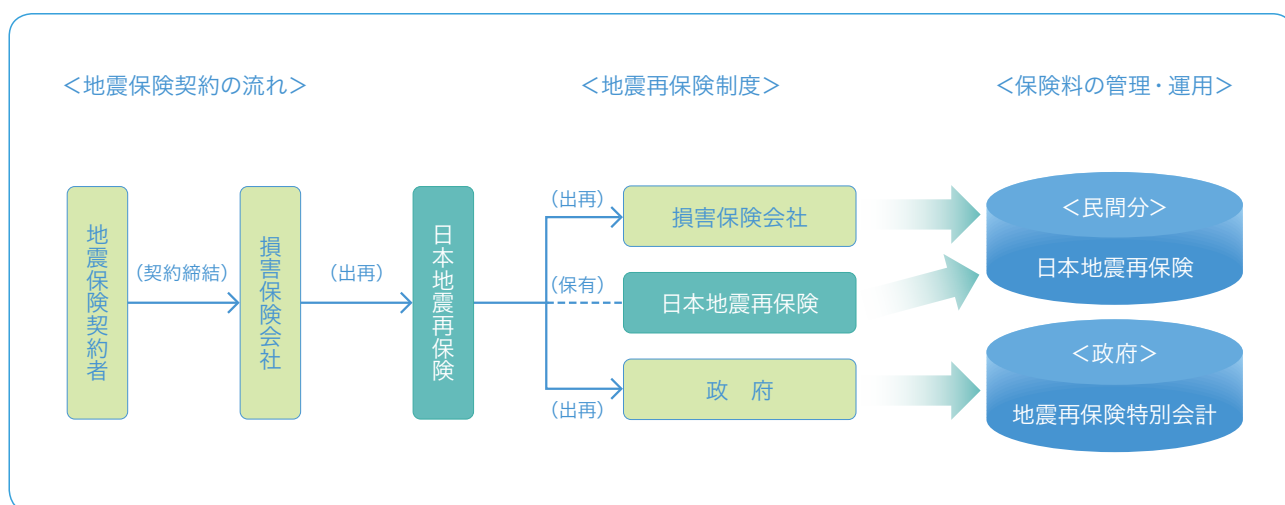 ＜地震保険契約の流れ＞
＜地震再保険制度＞
＜保険料の管理・運用＞
地震保険契約者
（契約締結）
損害保険会社
（出再）
日本地震再保険
（出再）
損害保険会社
（保有）
日本地震再保険
（出再）
政　府
＜民間分＞
日本地震再保険
＜政府＞
地震再保険特別会計